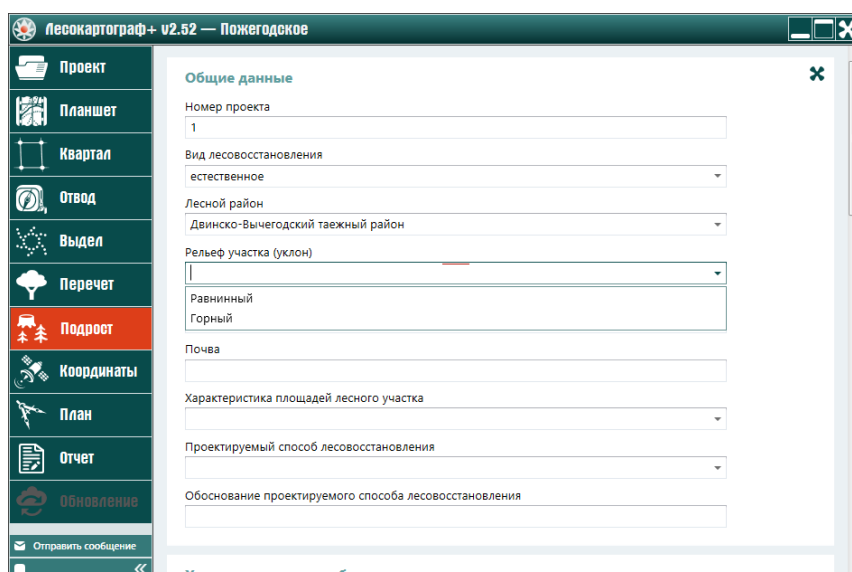 Лесокартограф+ v2.52 — Пожегодское
Проект
Планшет
Квартал
Отвод
Выдел
Перечет
Подрост
Координаты
План
Отчет
Обновление
Отправить сообщение
Общие данные
Номер проекта
1
Вид лесовосстановления
естественное
Лесной район
Двинско-Вычегодский таежный район
Рельеф участка (уклон)
Равнинный
Горный
Почва
Характеристика площадей лесного участка
Проектируемый способ лесовосстановления
Обоснование проектируемого способа лесовосстановления